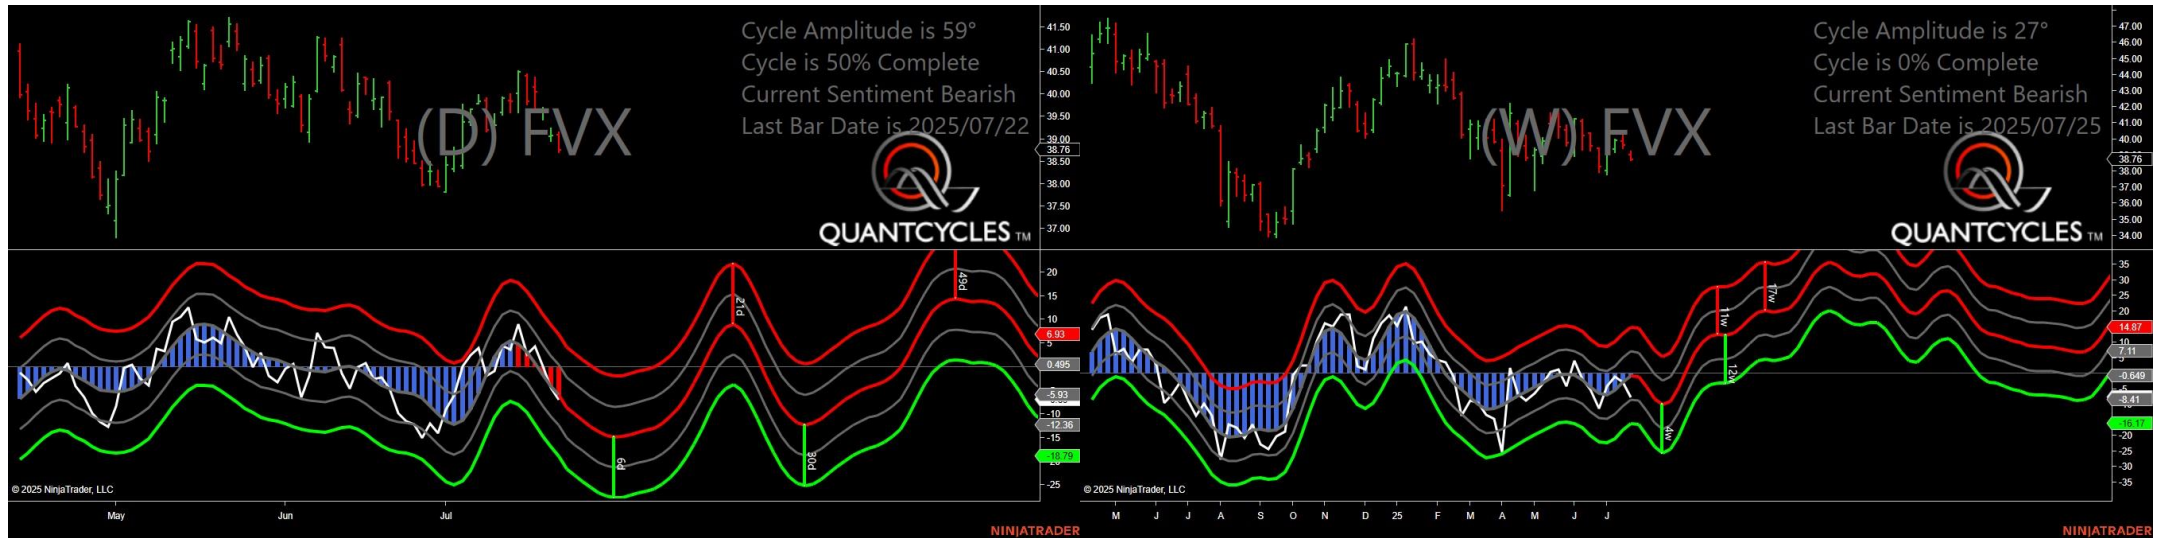 Cycle Amplitude is 59°
Cycle is 50% Complete
Current Sentiment Bearish
Last Bar Date is 2025/07/22
(D) FVX
QUANTCYCLES TM
41.50
41.00
40.50
40.00
39.50
39.00
38.76
38.50
38.00
37.50
37.00
20
15
10
6.93
5
0.495
-5.93
-10
-12.36
-15
-18.79
-25
21d
49d
6d
30d
© 2025 NinjaTrader, LLC
May
Jun
Jul
NINJATRADER
Cycle Amplitude is 27°
Cycle is 0% Complete
Current Sentiment Bearish
Last Bar Date is 2025/07/25
(W) FVX
QUANTCYCLES TM
47.00
46.00
45.00
44.00
43.00
42.00
41.00
40.00
38.76
38.00
37.00
36.00
35.00
34.00
35
30
25
20
14.87
10
7.11
-0.649
-8.41
-16.17
-20
-25
-30
-35
11w
17w
12w
4w
© 2025 NinjaTrader, LLC
M J J A S O N D 25 F M A M J J
NINJATRADER